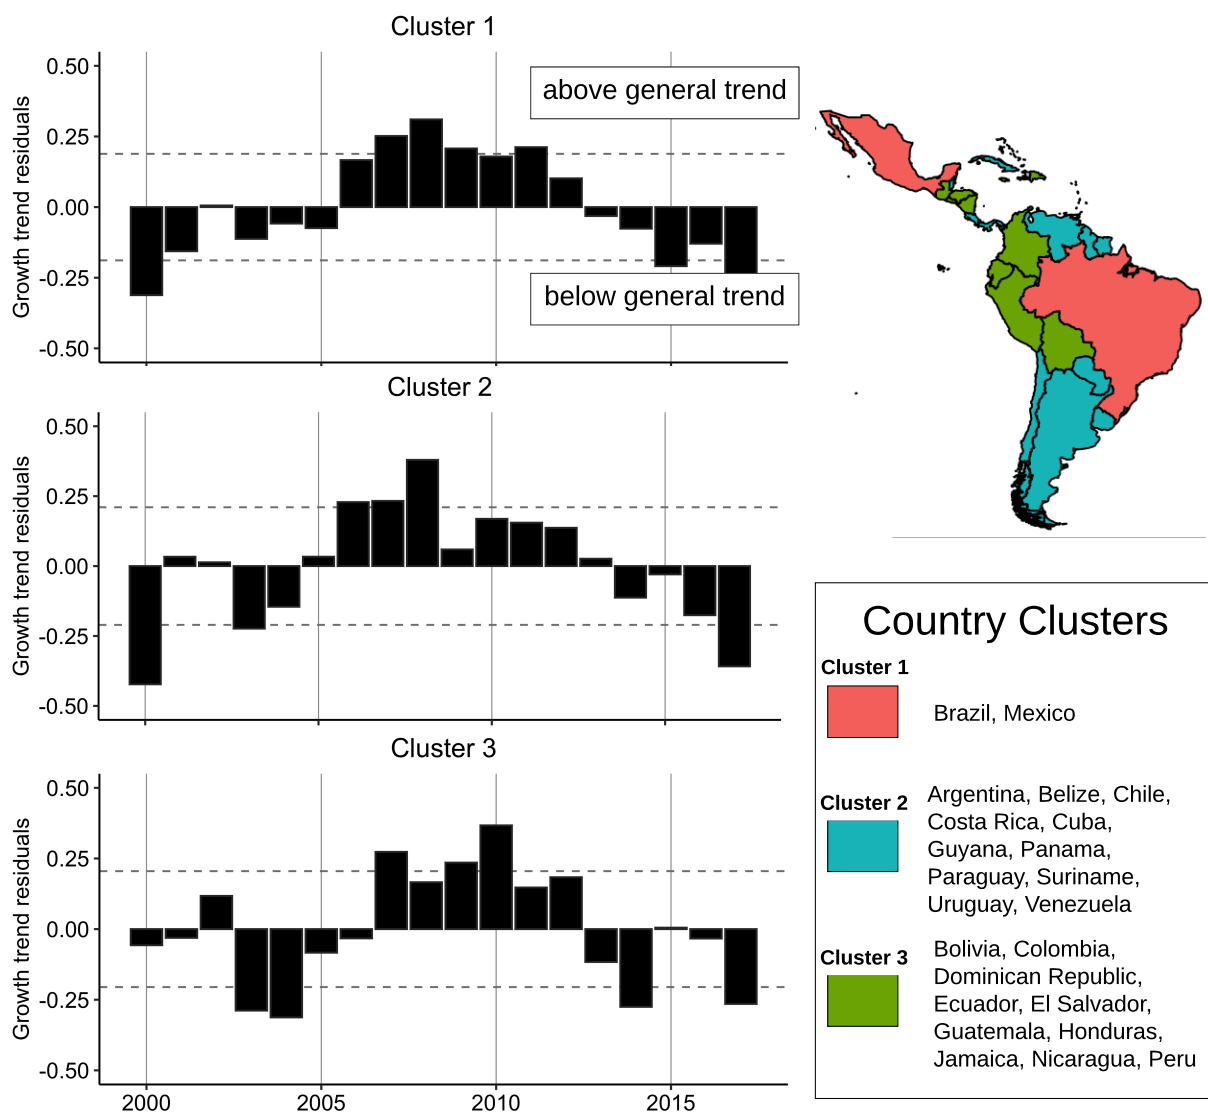 Cluster 1
Growth trend residuals
0.50
0.25
0.00
-0.25
-0.50
above general trend
below general trend
Cluster 2
Growth trend residuals
0.50
0.25
0.00
-0.25
-0.50
Cluster 3
Growth trend residuals
0.50
0.25
0.00
-0.25
-0.50
2000 2005 2010 2015
Country Clusters
Cluster 1
Brazil, Mexico
Cluster 2
Argentina, Belize, Chile,
Costa Rica, Cuba,
Guyana, Panama,
Paraguay, Suriname,
Uruguay, Venezuela
Cluster 3
Bolivia, Colombia,
Dominican Republic,
Ecuador, El Salvador,
Guatemala, Honduras,
Jamaica, Nicaragua, Peru